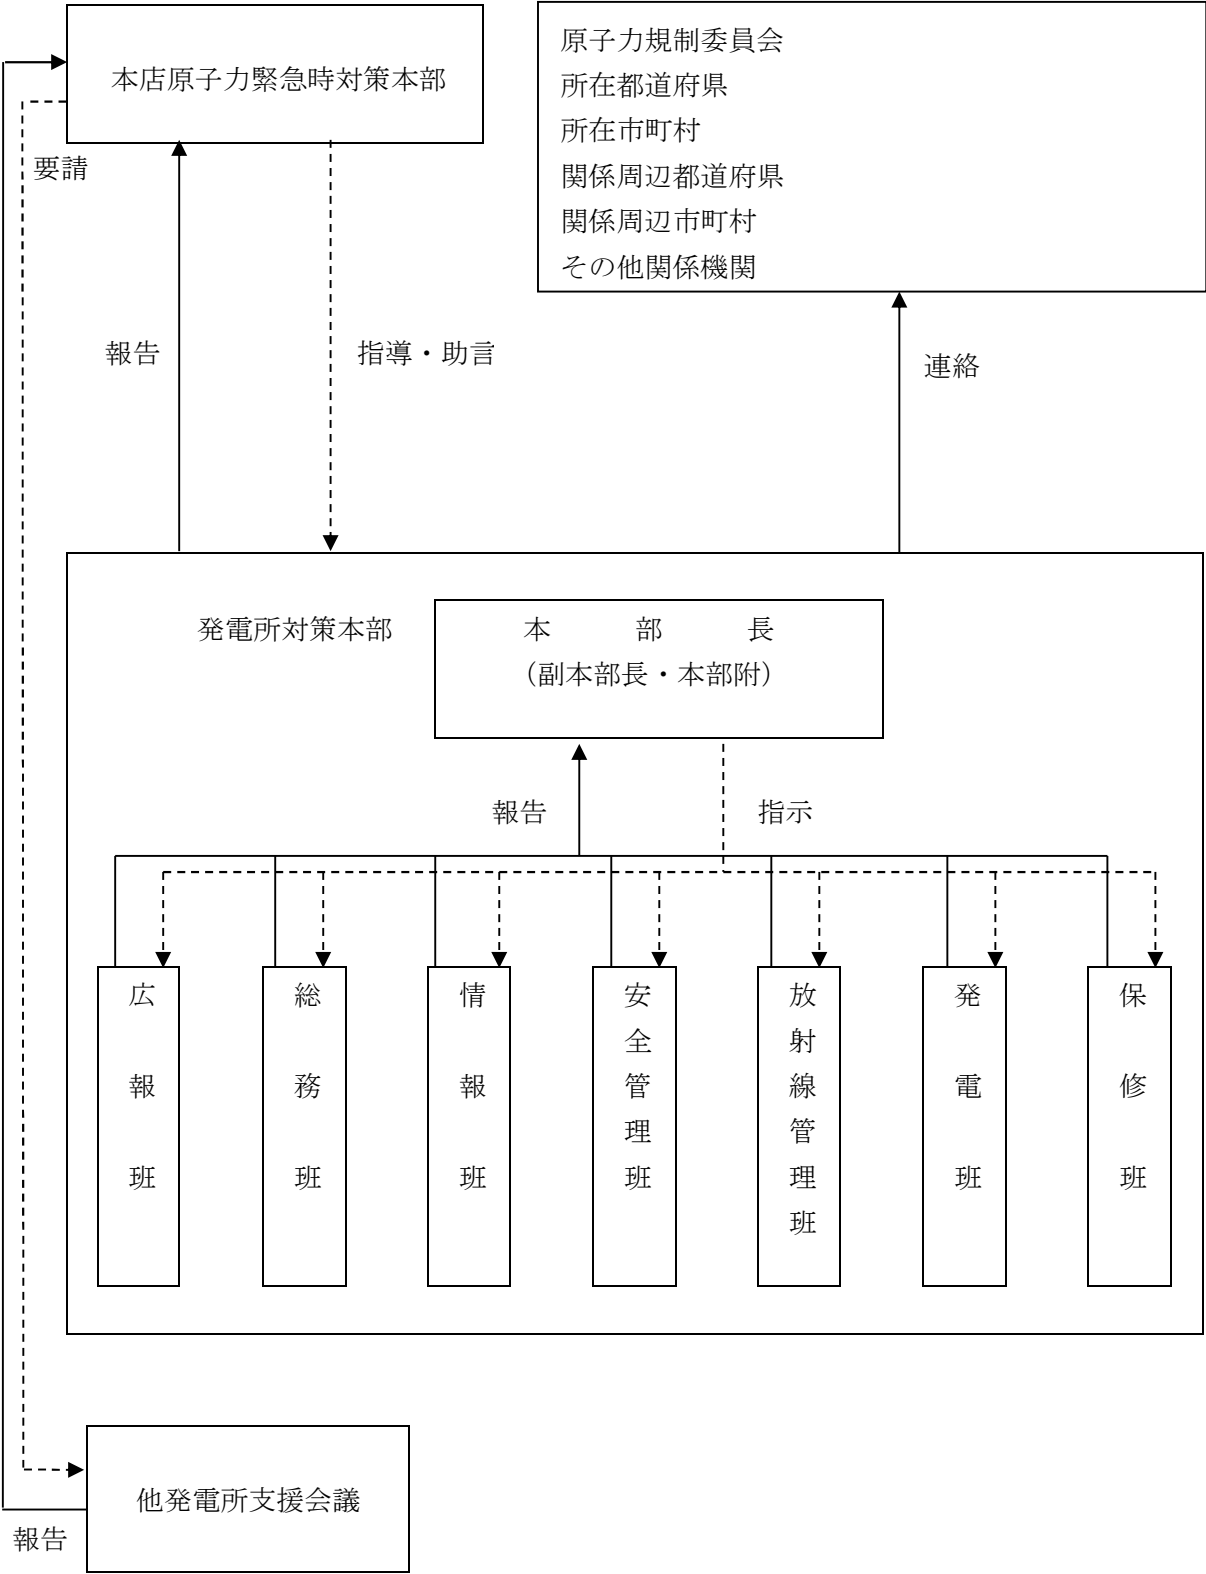 本店原子力緊急時対策本部
原子力規制委員会
所在都道府県
所在市町村
関係周辺都道府県
関係周辺市町村
その他関係機関
要請
報告
指導・助言
連絡
発電所対策本部
本部長
（副本部長・本部附）
報告
指示
広報班
総務班
情報班
安全管理班
放射線管理班
発電班
保修班
他発電所支援会議
報告